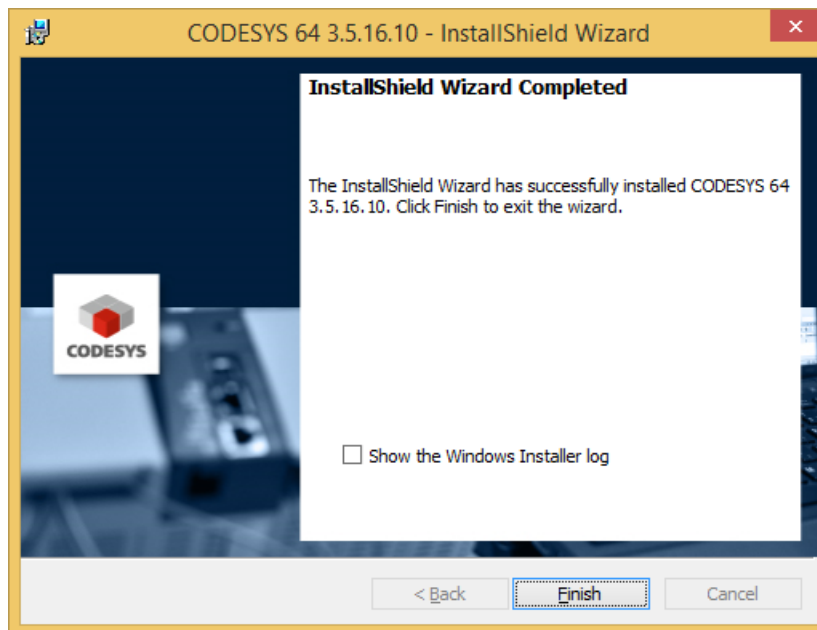 CODESYS 64 3.5.16.10 - InstallShield Wizard
InstallShield Wizard Completed
The InstallShield Wizard has successfully installed CODESYS 64
3.5.16.10. Click Finish to exit the wizard.
CODESYS
Show the Windows Installer log
< Back
Finish
Cancel